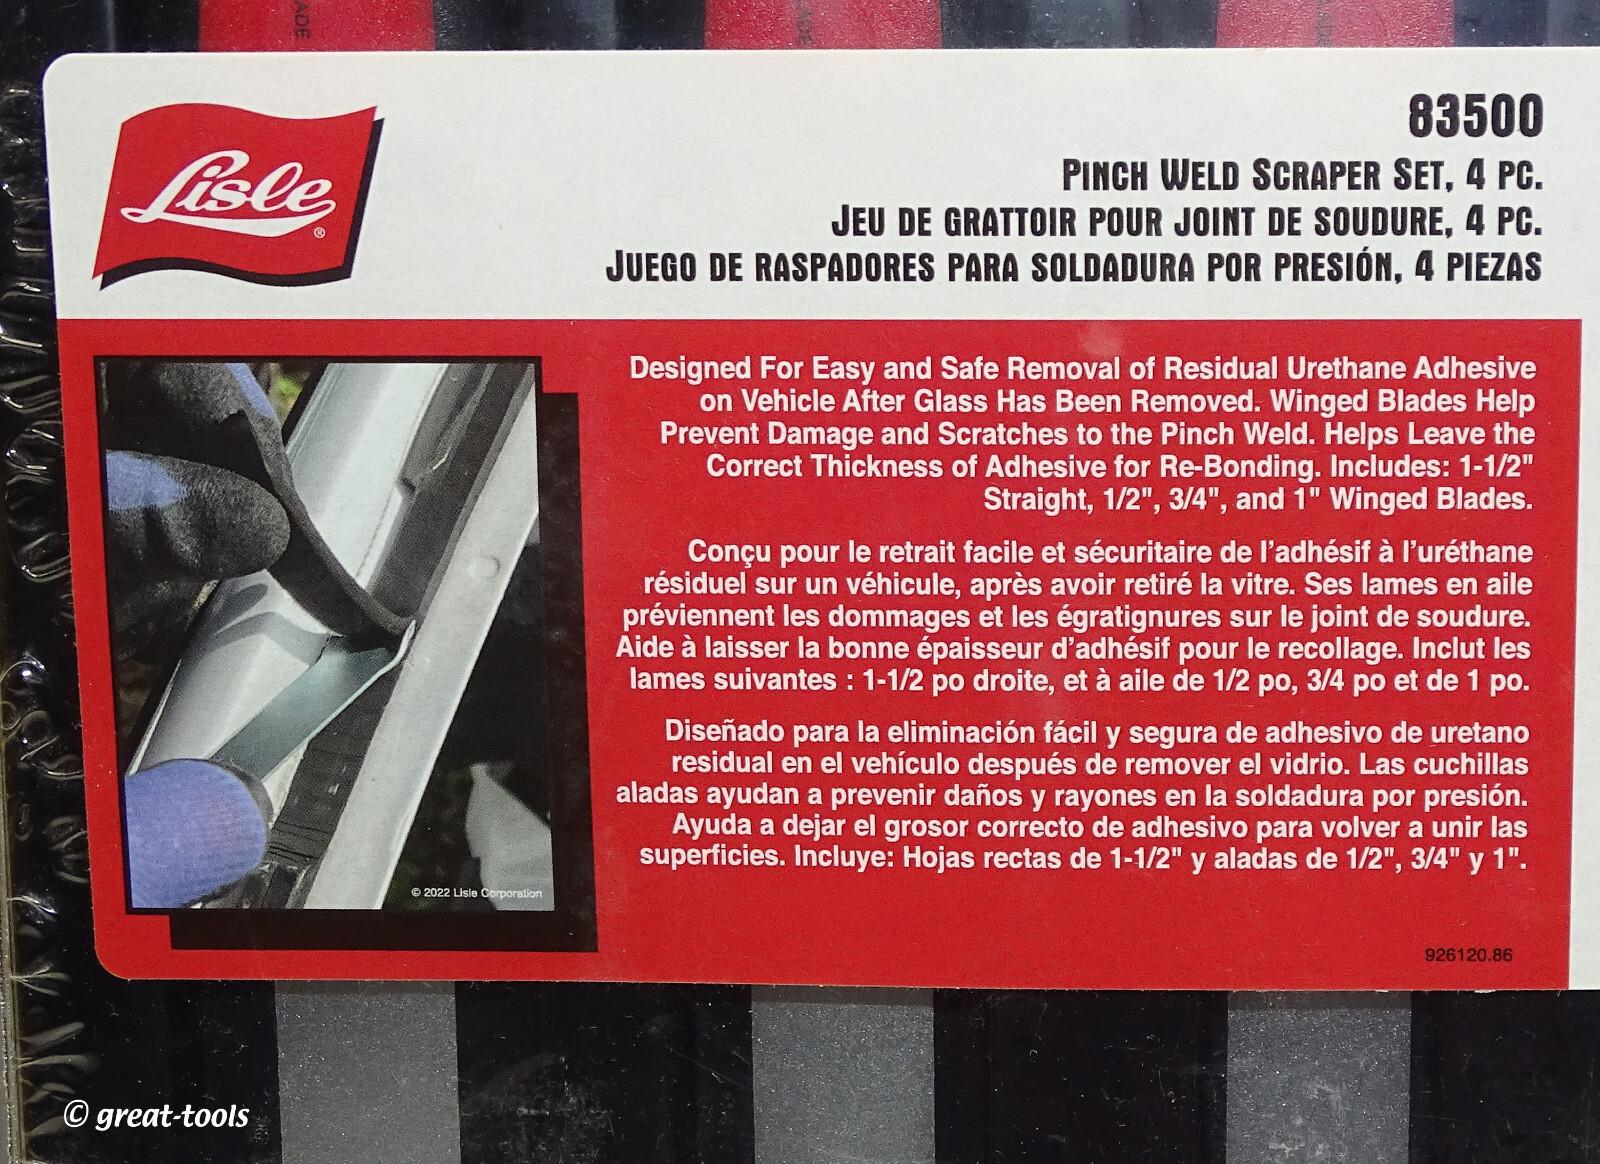 ADE
ADE
Lisle
®
83500
PINCH WELD SCRAPER SET, 4 PC.
JEU DE GRATTOIR POUR JOINT DE SOUDURE, 4 PC.
JUEGO DE RASPADORES PARA SOLDADURA POR PRESIÓN, 4 PIEZAS
Designed For Easy and Safe Removal of Residual Urethane Adhesive
on Vehicle After Glass Has Been Removed. Winged Blades Help
Prevent Damage and Scratches to the Pinch Weld. Helps Leave the
Correct Thickness of Adhesive for Re-Bonding. Includes: 1-1/2"
Straight, 1/2", 3/4", and 1" Winged Blades.
Conçu pour le retrait facile et sécuritaire de l'adhésif à l'uréthane
résiduel sur un véhicule, après avoir retiré la vitre. Ses lames en aile
préviennent les dommages et les égratignures sur le joint de soudure.
Aide à laisser la bonne épaisseur d'adhésif pour le recollage. Inclut les
lames suivantes : 1-1/2 po droite, et à aile de 1/2 po, 3/4 po et de 1 po.
Diseñado para la eliminación fácil y segura de adhesivo de uretano
residual en el vehículo después de remover el vidrio. Las cuchillas
aladas ayudan a prevenir daños y rayones en la soldadura por presión.
Ayuda a dejar el grosor correcto de adhesivo para volver a unir las
superficies. Incluye: Hojas rectas de 1-1/2" y aladas de 1/2", 3/4" y 1".
© 2022 Lisle Corporation
926120.86
© great-tools